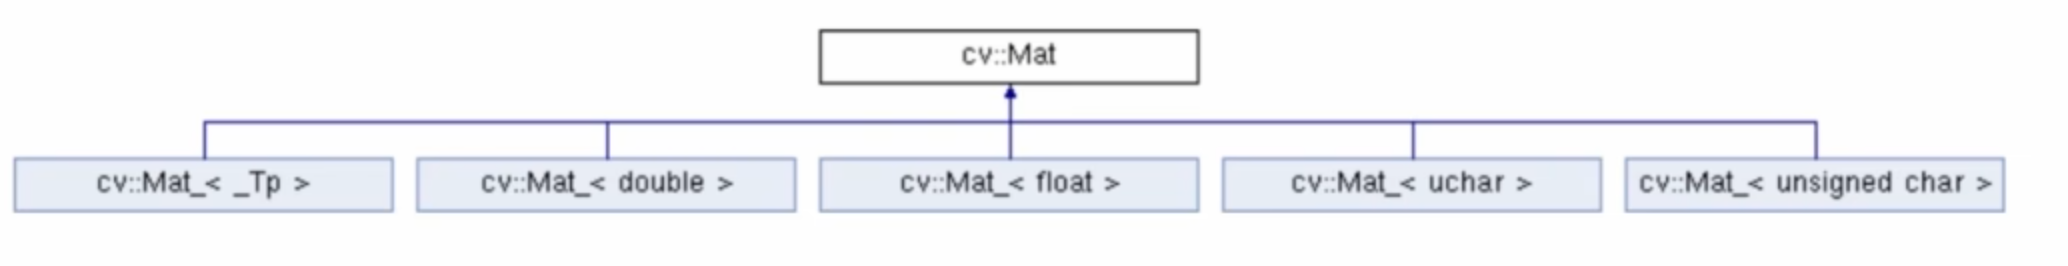 cv::Mat
cv::Mat_< _Tp >
cv::Mat_< double >
cv::Mat_< float >
cv::Mat_< uchar >
cv::Mat_< unsigned char >